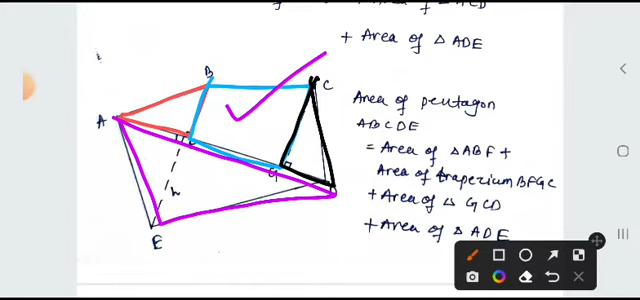 + Area of △ ADE
B
C
A
Area of pentagon
ABCDE
= Area of △ ABF +
Area of trapezium BFGC
G
+ Area of △ GCD
h
+ Area of △ ADE
E